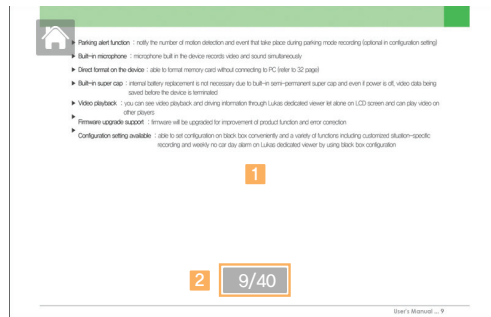 ▶ Parking alert function : notify the number of motion detection and event that take place during parking mode recording (optional in configuration setting)
▶ Built-in microphone : microphone built in the device records video and sound simultaneously
▶ Direct format on the device : able to format memory card without connecting to PC (refer to 32 page)
▶ Built-in super cap : internal battery replacement is not necessary due to built-in semi-permanent super cap and even if power is off, video data being
saved before the device is terminated
▶ Video playback : you can see video playback and driving information through Lukas dedicated viewer let alone on LCD screen and can play video on
other players
▶ Firmware upgrade support : firmware will be upgraded for improvement of product function and error correction
▶ Configuration setting available : able to set configuration on black box conveniently and a variety of functions including customized situation-specific
recording and weekly no car day alarm on Lukas dedicated viewer by using black box configuration
1
2 9/40
User's Manual ... 9